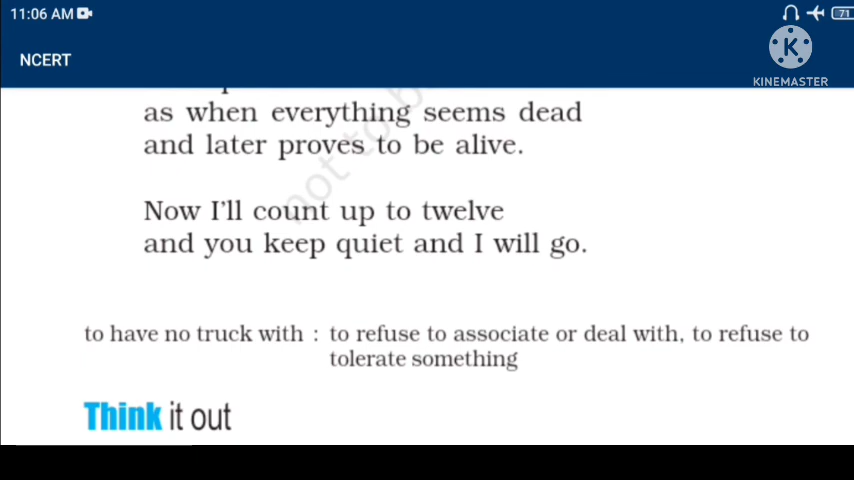 11:06 AM
71
NCERT
K
KINEMASTER
as when everything seems dead
and later proves to be alive.
Now I'll count up to twelve
and you keep quiet and I will go.
to have no truck with : to refuse to associate or deal with, to refuse to
tolerate something
Think it out